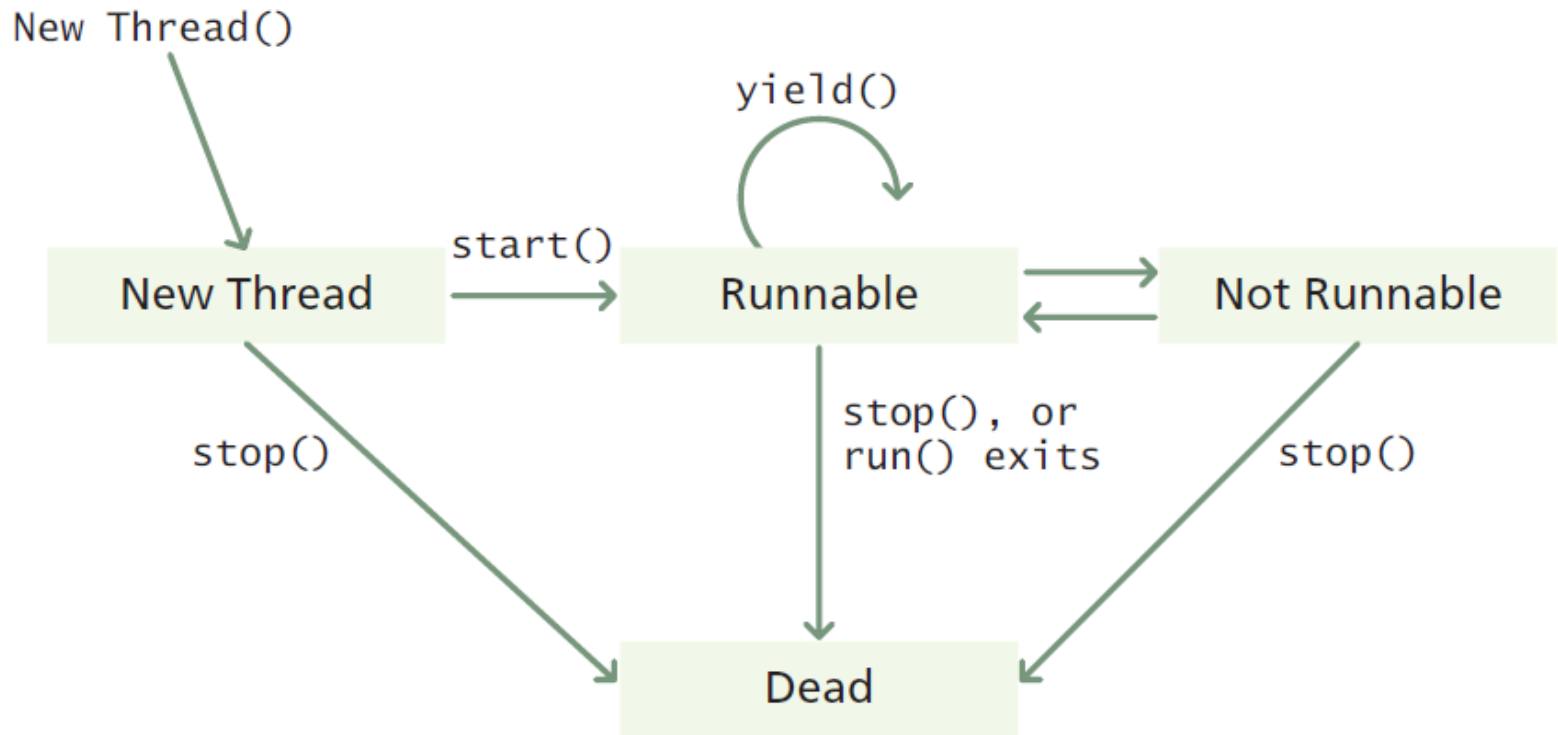 New Thread()
yield()
start()
New Thread
Runnable
Not Runnable
stop()
stop(), or
run() exits
stop()
Dead